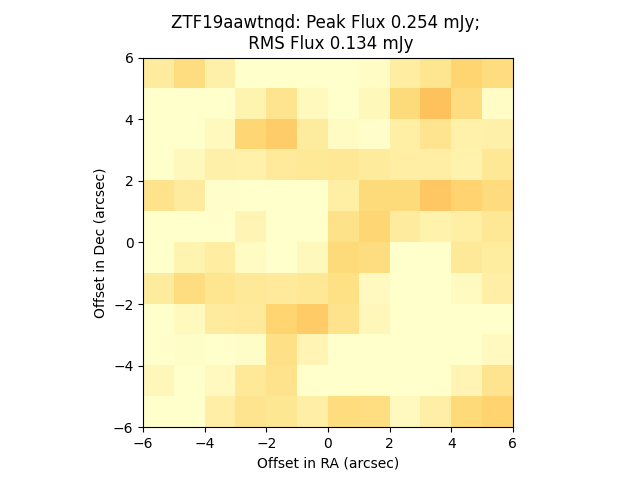 ZTF19aawtnqd: Peak Flux 0.254 mJy;
RMS Flux 0.134 mJy
6
4
2
0
−2
−4
−6
Offset in Dec (arcsec)
−6 −4 −2 0 2 4 6
Offset in RA (arcsec)